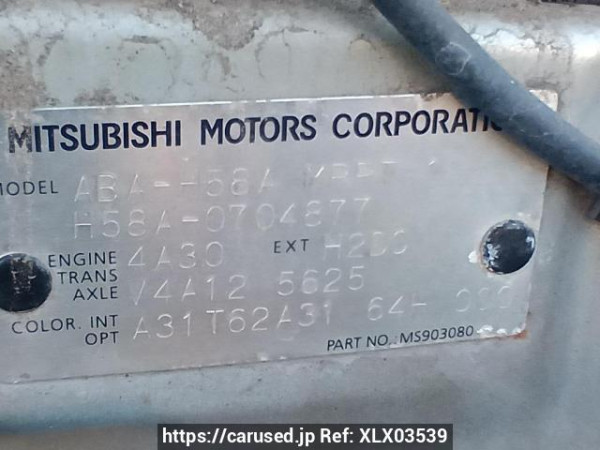 MITSUBISHI MOTORS CORPORATI
MODEL ABA-H58A
H58A-0704877
ENGINE 4A30 EXT
TRANS
AXLE V4A12 5625
COLOR. INT A31T62A31
OPT
PART NO. MS903080
https://carused.jp Ref: XLX03539